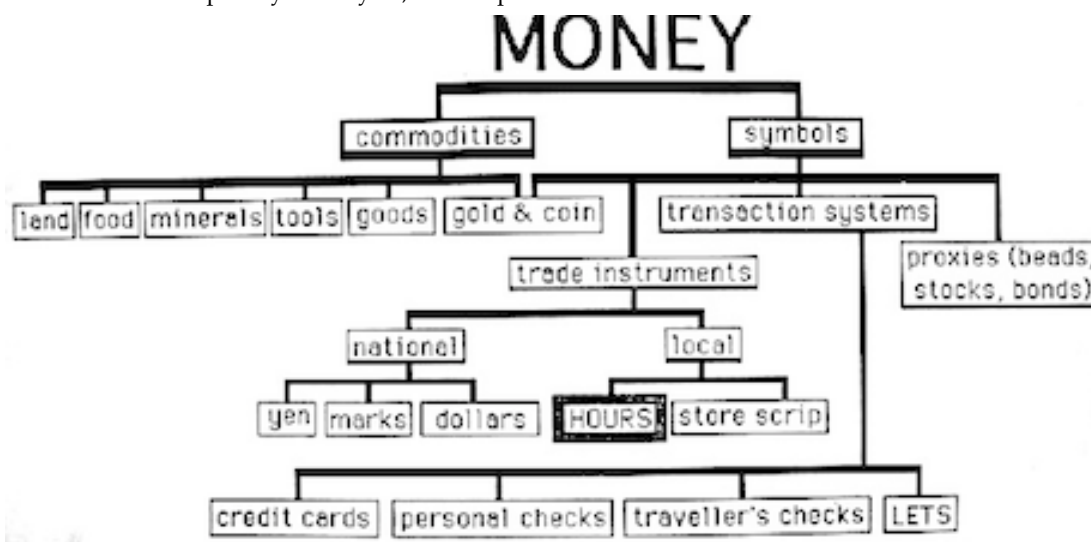 MONEY
commodities
symbols
land
food
minerals
tools
goods
gold & coin
transaction systems
proxies (beads,
stocks, bonds)
trade instruments
national
local
yen
marks
dollars
HOURS
store scrip
credit cards
personal checks
traveller's checks
LETS